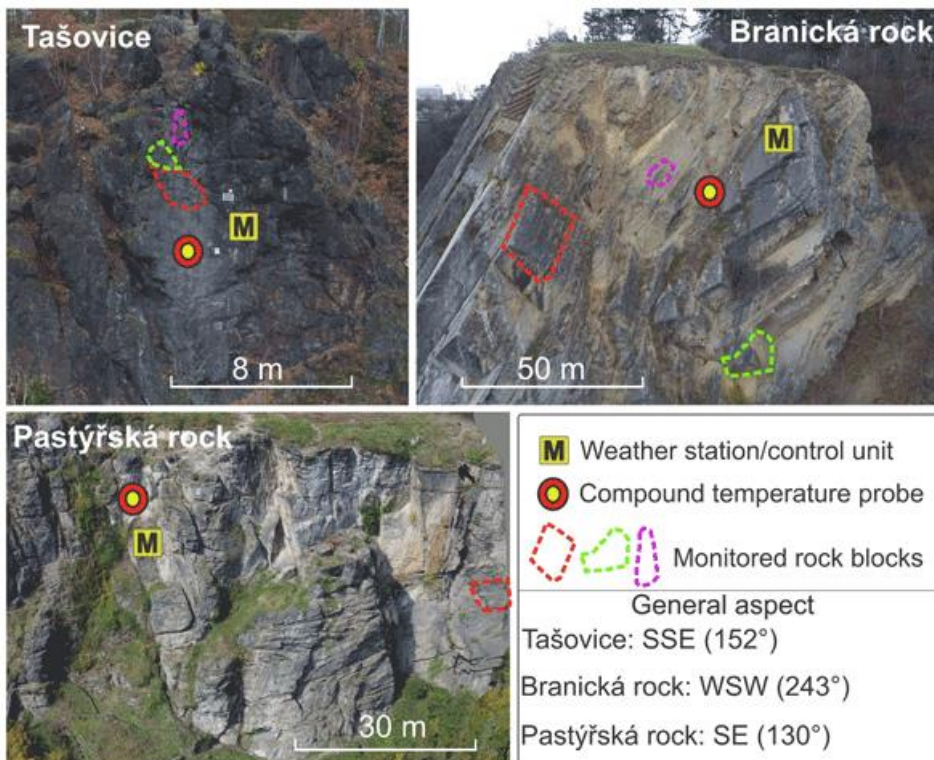 Tašovice
M
8 m
Branická rock
M
50 m
Pastýřská rock
M
30 m
M Weather station/control unit
Compound temperature probe
Monitored rock blocks
General aspect
Tašovice: SSE (152°)
Branická rock: WSW (243°)
Pastýřská rock: SE (130°)